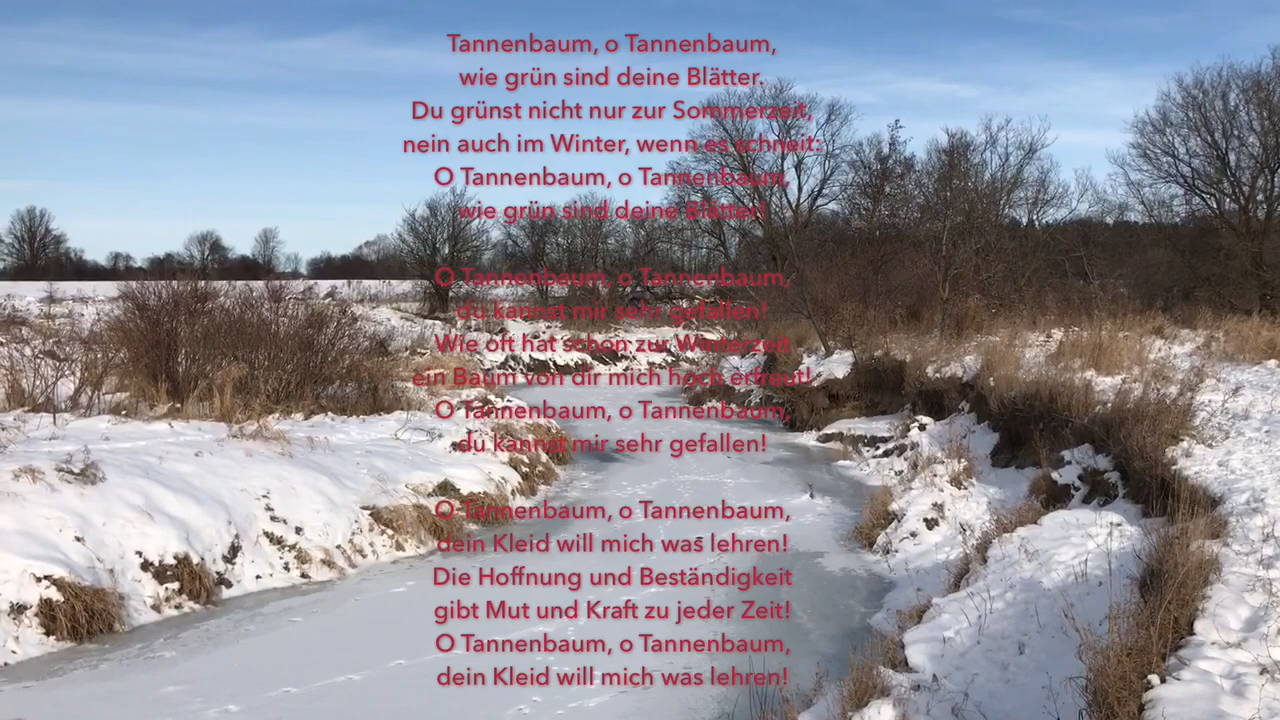 Tannenbaum, o Tannenbaum,
wie grün sind deine Blätter.
Du grünst nicht nur zur Sommerzeit,
nein auch im Winter, wenn es schneit:
O Tannenbaum, o Tannenbaum,
wie grün sind deine Blätter!
O Tannenbaum, o Tannenbaum,
du kannst mir sehr gefallen!
Wie oft hat schon zur Winterzeit
ein Baum von dir mich hoch erfreut!
O Tannenbaum, o Tannenbaum,
du kannst mir sehr gefallen!
O Tannenbaum, o Tannenbaum,
dein Kleid will mich was lehren!
Die Hoffnung und Beständigkeit
gibt Mut und Kraft zu jeder Zeit!
O Tannenbaum, o Tannenbaum,
dein Kleid will mich was lehren!